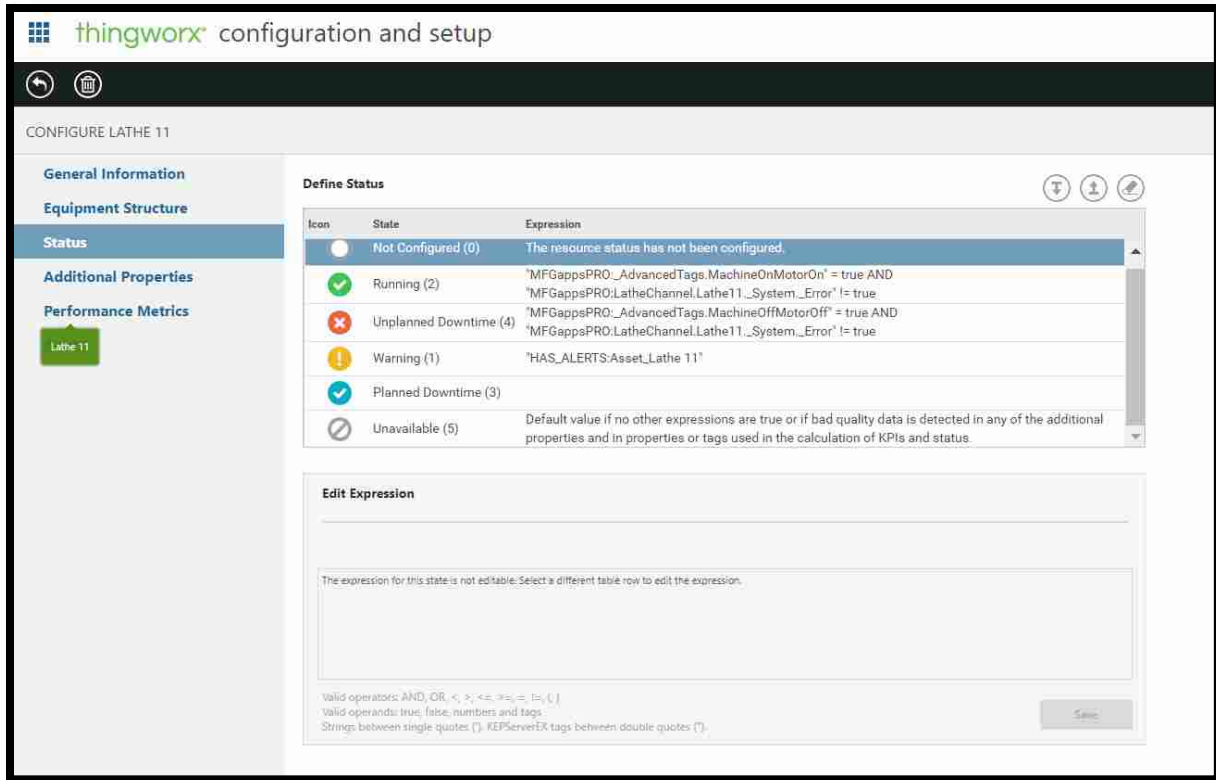 thingworx configuration and setup
CONFIGURE LATHE 11
General Information
Equipment Structure
Status
Additional Properties
Performance Metrics
Lathe 11
Define Status
Icon State Expression
Not Configured (0) The resource status has not been configured.
Running (2) "MFGappsPRO:_AdvancedTags.MachineOnMotorOn" = true AND
"MFGappsPRO:LatheChannel.Lathe11._System._Error" != true
Unplanned Downtime (4) "MFGappsPRO:_AdvancedTags.MachineOffMotorOff" = true AND
"MFGappsPRO:LatheChannel.Lathe11._System._Error" != true
Warning (1) "HAS_ALERTS:Asset_Lathe 11"
Planned Downtime (3)
Unavailable (5) Default value if no other expressions are true or if bad quality data is detected in any of the additional
properties and in properties or tags used in the calculation of KPIs and status.
Edit Expression
The expression for this state is not editable. Select a different table row to edit the expression.
Valid operators: AND, OR, <, >, <=, >=, =, !=, (, )
Valid operands: true, false, numbers and tags
Strings between single quotes ('). KEPServerEX tags between double quotes (").
Save